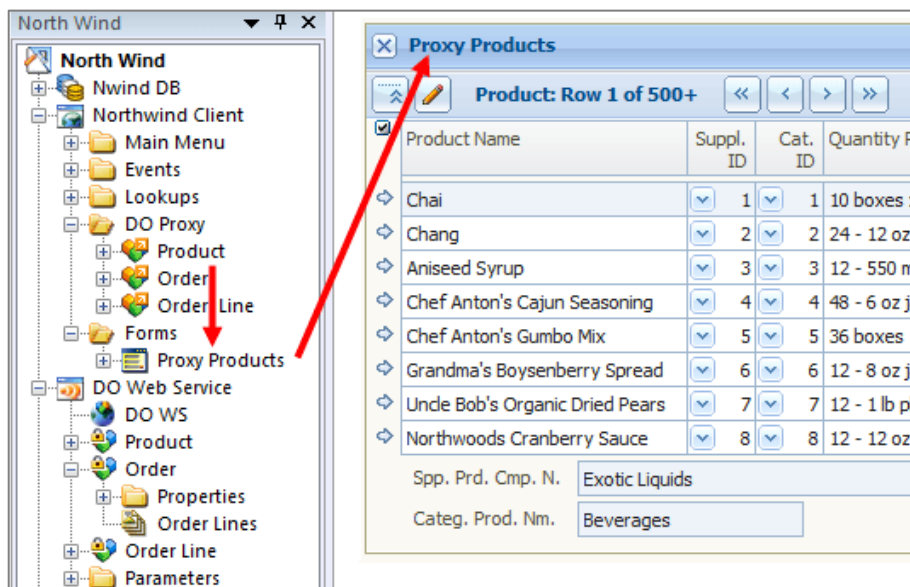 North Wind
North Wind
Nwind DB
Northwind Client
Main Menu
Events
Lookups
DO Proxy
Product
Order
Order Line
Forms
Proxy Products
DO Web Service
DO WS
Product
Order
Properties
Order Lines
Order Line
Parameters
Proxy Products
Product: Row 1 of 500+
Product Name Suppl. ID Cat. ID Quantity P
Chai 1 1 10 boxes
Chang 2 2 24 - 12 oz
Aniseed Syrup 3 3 12 - 550 m
Chef Anton's Cajun Seasoning 4 4 48 - 6 oz j
Chef Anton's Gumbo Mix 5 5 36 boxes
Grandma's Boysenberry Spread 6 6 12 - 8 oz j
Uncle Bob's Organic Dried Pears 7 7 12 - 1 lb p
Northwoods Cranberry Sauce 8 8 12 - 12 oz
Spp. Prd. Cmp. N. Exotic Liquids
Categ. Prod. Nm. Beverages